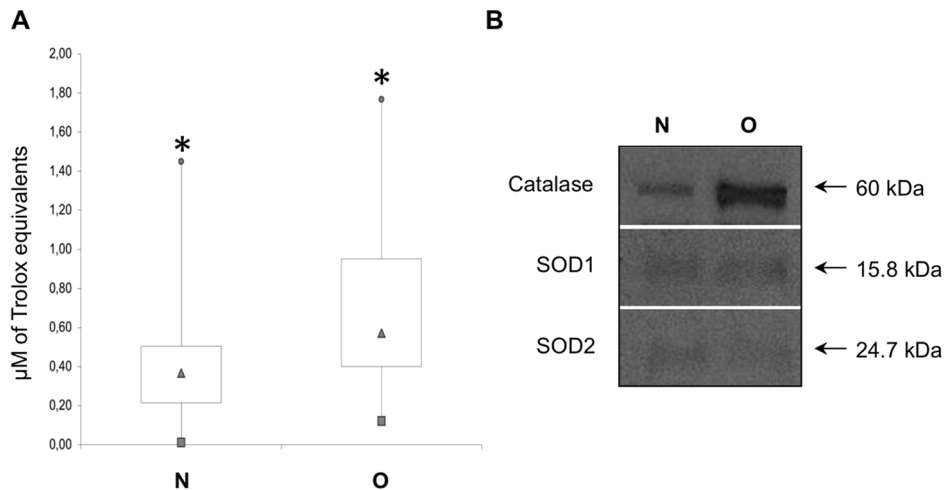 A
µM of Trolox equivalents
2,00
1,80
1,60
1,40
1,20
1,00
0,80
0,60
0,40
0,20
0,00
*
*
N
O
B
N
O
Catalase
60 kDa
SOD1
15.8 kDa
SOD2
24.7 kDa